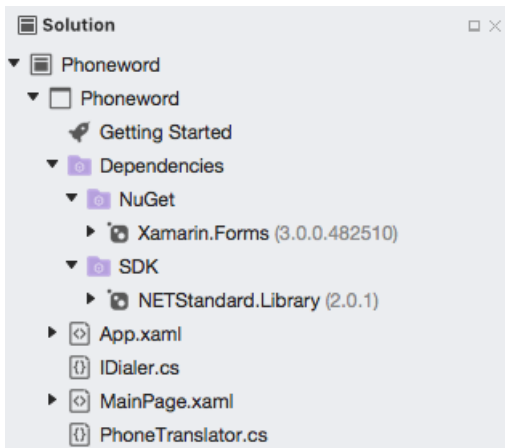 Solution
Phoneword
Phoneword
Getting Started
Dependencies
NuGet
Xamarin.Forms (3.0.0.482510)
SDK
NETStandard.Library (2.0.1)
App.xaml
IDialer.cs
MainPage.xaml
PhoneTranslator.cs